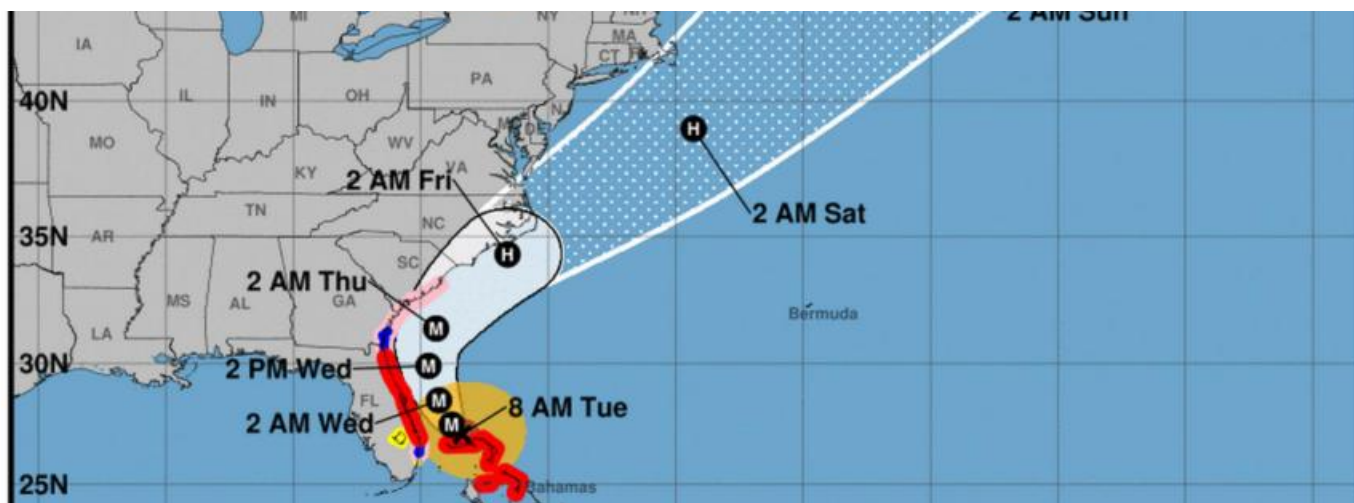 MI
NY
2 AM Sun
IA
MA
CT
RI
PA
40N
IL
IN
OH
N
MO
WV
DE
H
KY
VA
2 AM Fri
TN
2 AM Sat
NC
35N
AR
H
SC
2 AM Thu
MS
AL
GA
Bermuda
M
LA
30N
2 PM Wed
M
FL
M
8 AM Tue
2 AM Wed
M
25N
Bahamas